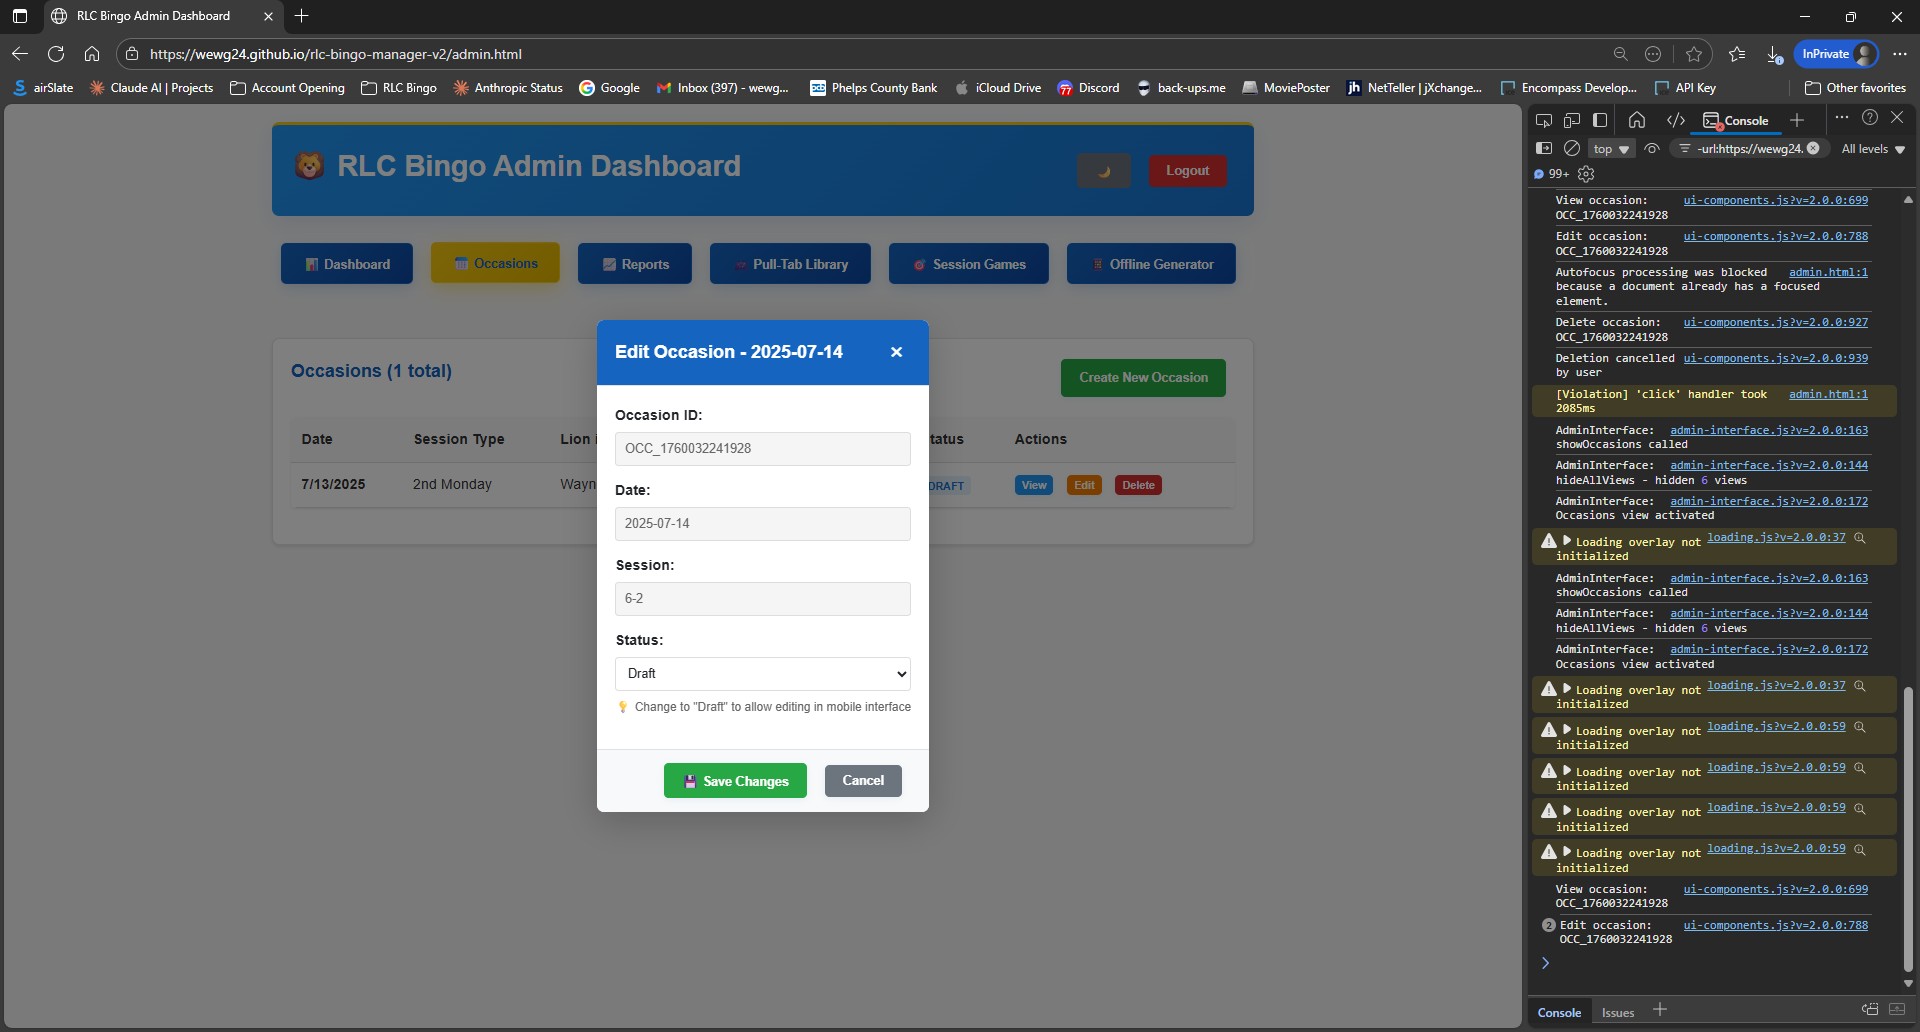 RLC Bingo Admin Dashboard
https://wewg24.github.io/rlc-bingo-manager-v2/admin.html
InPrivate
airSlate
Claude AI | Projects
Account Opening
RLC Bingo
Anthropic Status
Google
Inbox (397) - wewg...
Phelps County Bank
iCloud Drive
Discord
back-ups.me
MoviePoster
NetTeller | jXchange...
Encompass Develop...
API Key
Other favorites
RLC Bingo Admin Dashboard
Logout
Dashboard
Occasions
Reports
Pull-Tab Library
Session Games
Offline Generator
Occasions (1 total)
Create New Occasion
Date
Session Type
Lion
tatus
Actions
7/13/2025
2nd Monday
Wayn
DRAFT
View
Edit
Delete
Edit Occasion - 2025-07-14
Occasion ID:
OCC_1760032241928
Date:
2025-07-14
Session:
6-2
Status:
Draft
Change to "Draft" to allow editing in mobile interface
Save Changes
Cancel
Console
top
-url:https://wewg24.
All levels
99+
View occasion: ui-components.js?v=2.0.0:699
OCC_1760032241928
Edit occasion: ui-components.js?v=2.0.0:788
OCC_1760032241928
Autofocus processing was blocked admin.html:1
because a document already has a focused
element.
Delete occasion: ui-components.js?v=2.0.0:927
OCC_1760032241928
Deletion cancelled ui-components.js?v=2.0.0:939
by user
[Violation] 'click' handler took admin.html:1
2085ms
AdminInterface: admin-interface.js?v=2.0.0:163
showOccasions called
AdminInterface: admin-interface.js?v=2.0.0:144
hideAllViews - hidden 6 views
AdminInterface: admin-interface.js?v=2.0.0:172
Occasions view activated
Loading overlay not loading.js?v=2.0.0:37
initialized
AdminInterface: admin-interface.js?v=2.0.0:163
showOccasions called
AdminInterface: admin-interface.js?v=2.0.0:144
hideAllViews - hidden 6 views
AdminInterface: admin-interface.js?v=2.0.0:172
Occasions view activated
Loading overlay not loading.js?v=2.0.0:37
initialized
Loading overlay not loading.js?v=2.0.0:59
initialized
Loading overlay not loading.js?v=2.0.0:59
initialized
Loading overlay not loading.js?v=2.0.0:59
initialized
Loading overlay not loading.js?v=2.0.0:59
initialized
View occasion: ui-components.js?v=2.0.0:699
OCC_1760032241928
2 Edit occasion: ui-components.js?v=2.0.0:788
OCC_1760032241928
Console
Issues